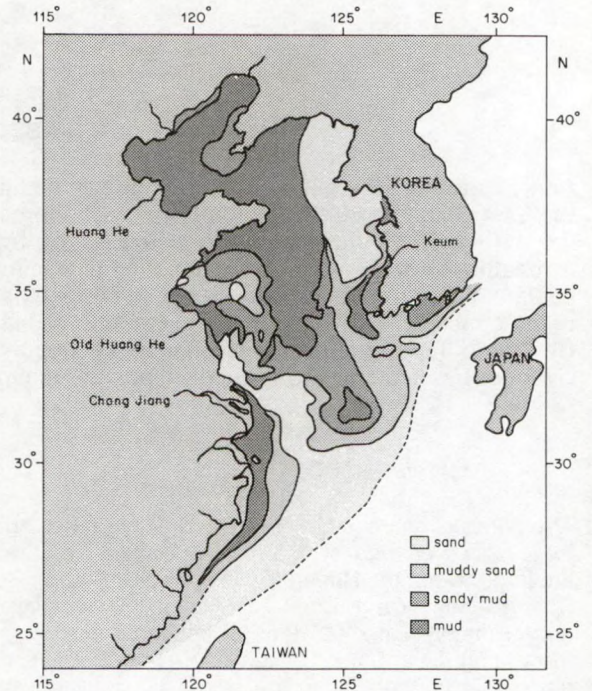 115° 120° 125° E 130°
N N
40° 40°
KOREA
Huang He
Keum
35° 35°
Old Huang He
JAPAN
Chang Jiang
30° 30°
sand
muddy sand
sandy mud
mud
25° 25°
TAIWAN
115° 120° 125° 130°